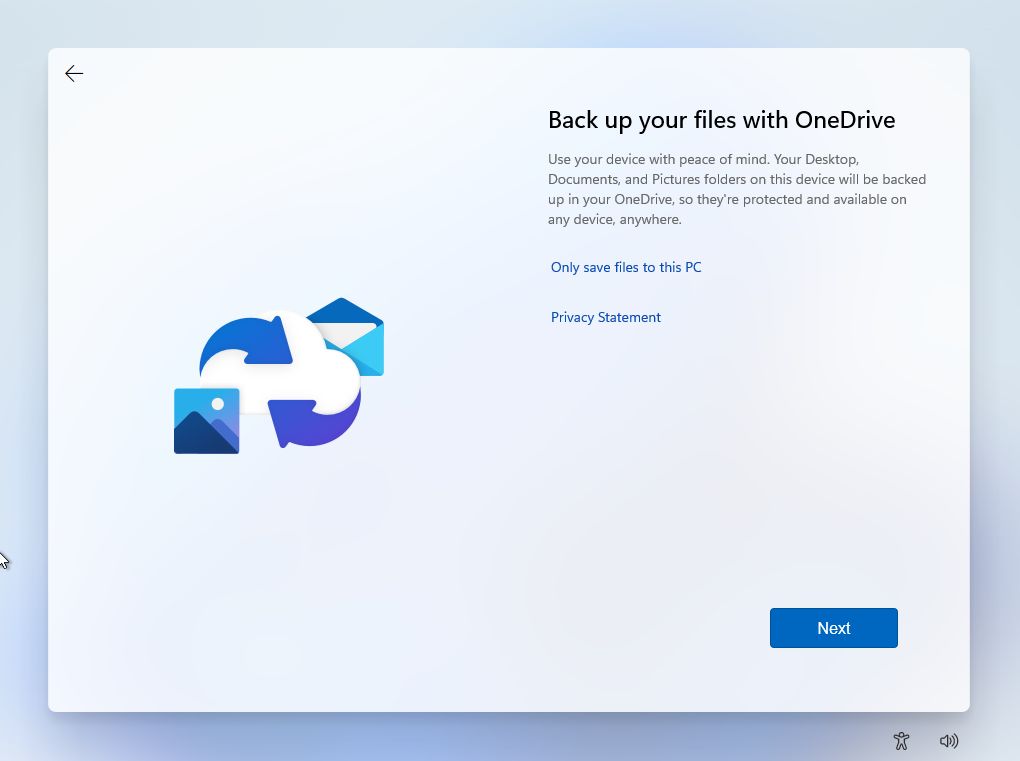 Back up your files with OneDrive
Use your device with peace of mind. Your Desktop,
Documents, and Pictures folders on this device will be backed
up in your OneDrive, so they're protected and available on
any device, anywhere.
Only save files to this PC
Privacy Statement
Next